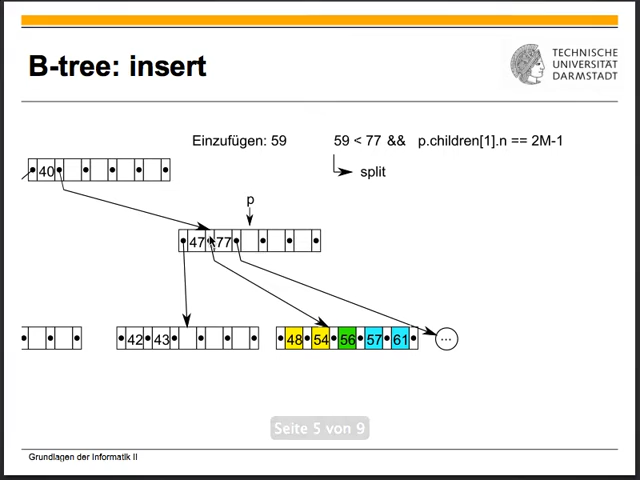 B-tree: insert
TECHNISCHE
UNIVERSITÄT
DARMSTADT
Einzufügen: 59
59 < 77 && p.children[1].n == 2M-1
split
40
p
47 77
42 43
48 54 56 57 61
...
Seite 5 von 9
Grundlagen der Informatik II